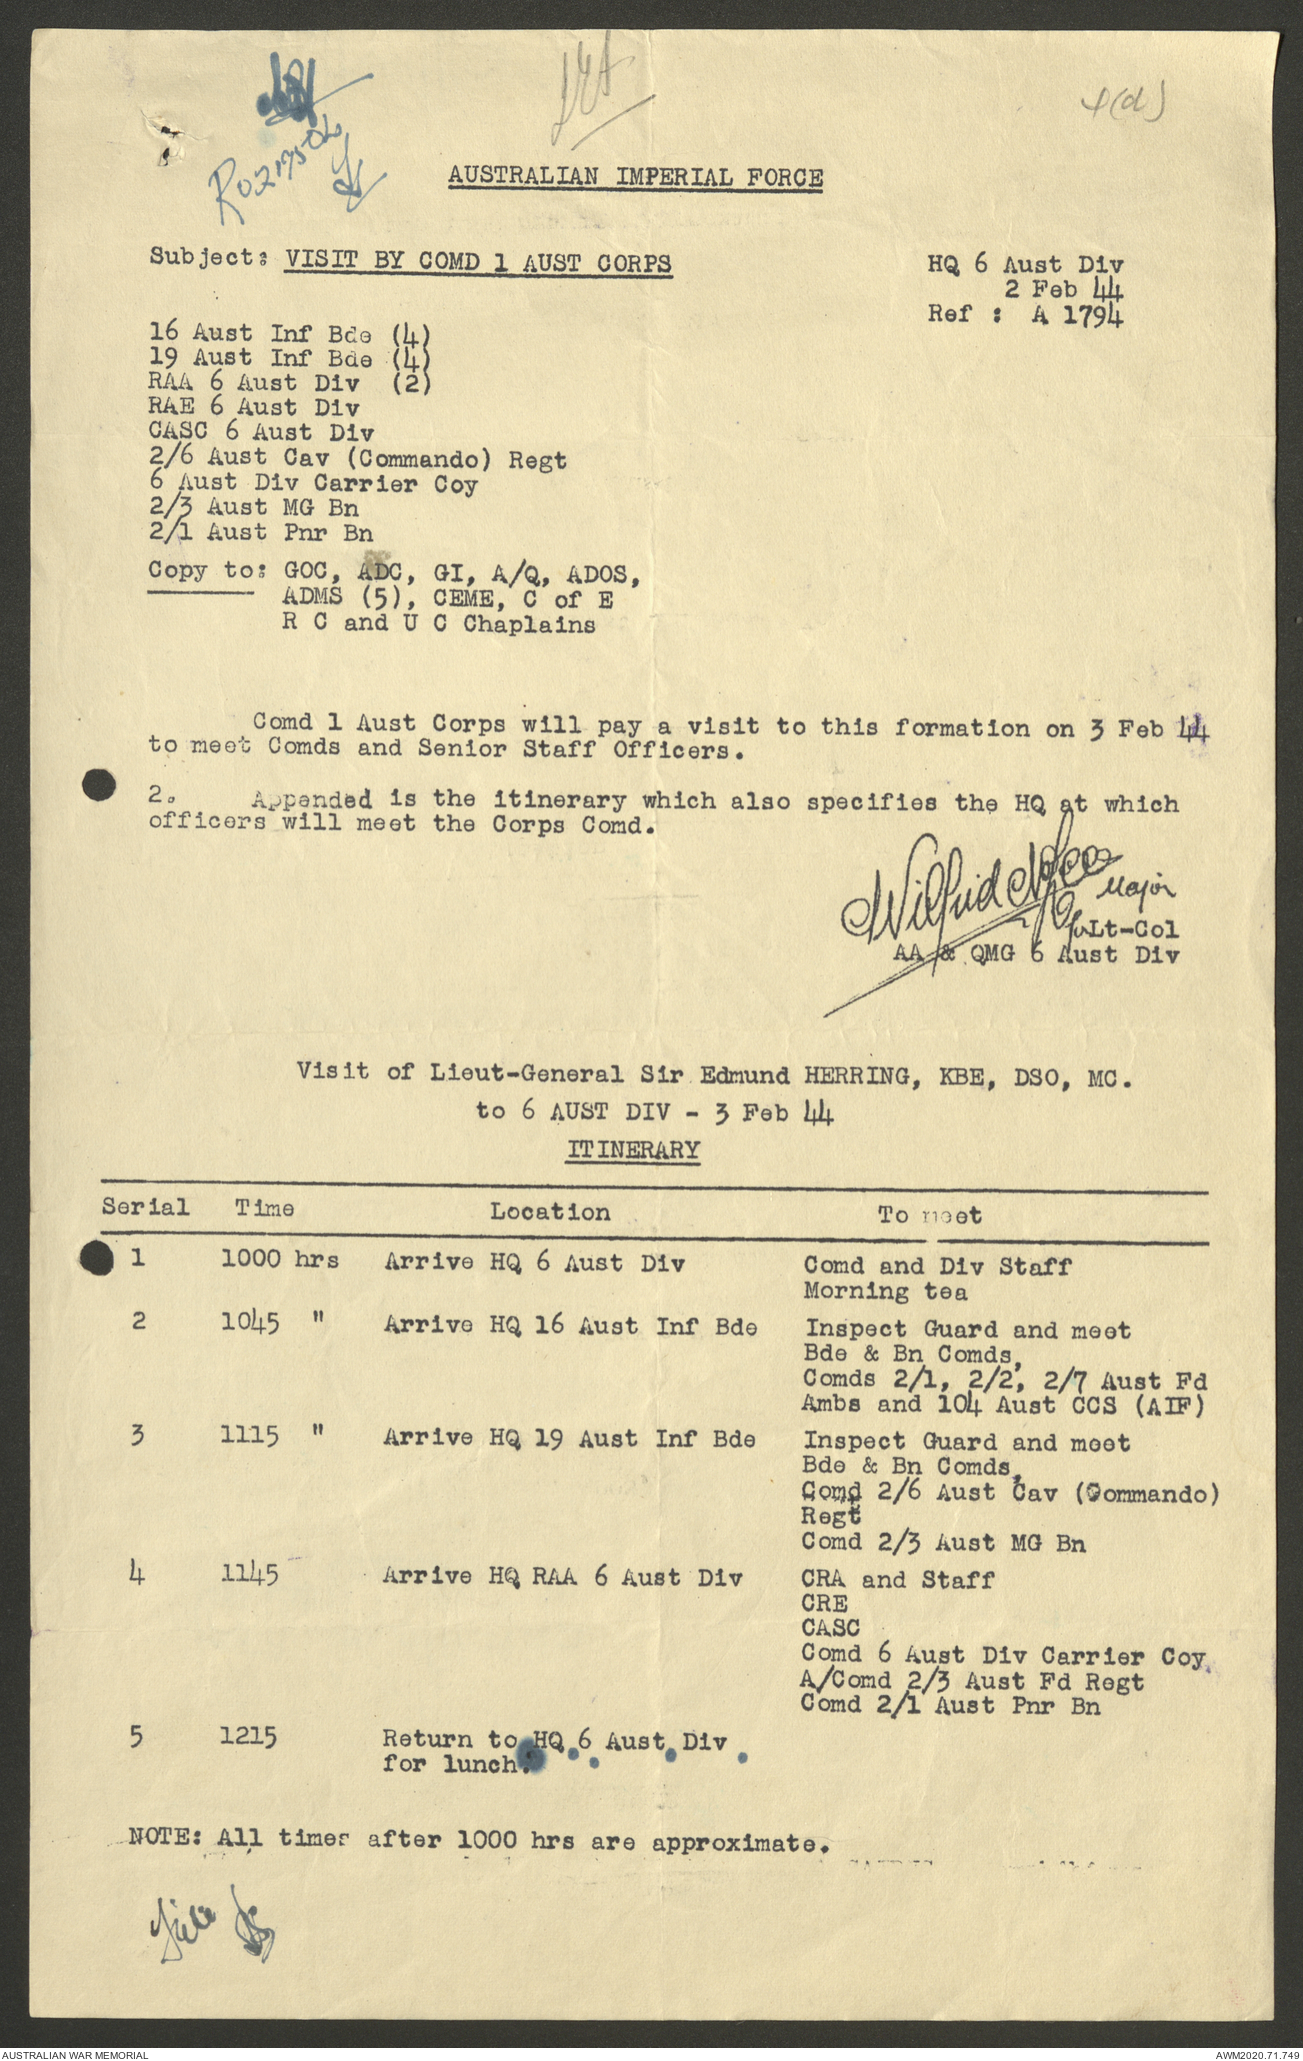 AUSTRALIAN IMPERIAL FORCE
Subject: VISIT BY COMD 1 AUST CORPS
HQ 6 Aust Div
2 Feb 44
Ref : A 1794
16 Aust Inf Bde (4)
19 Aust Inf Bde (4)
RAA 6 Aust Div (2)
RAE 6 Aust Div
CASC 6 Aust Div
2/6 Aust Cav (Commando) Regt
6 Aust Div Carrier Coy
2/3 Aust MG Bn
2/1 Aust Pnr Bn
Copy to: GOC, ADC, GI, A/Q, ADOS,
ADMS (5), CEME, C of E
R C and U C Chaplains
Comd 1 Aust Corps will pay a visit to this formation on 3 Feb 44
to meet Comds and Senior Staff Officers.
2. Appended is the itinerary which also specifies the HQ at which
officers will meet the Corps Comd.
Wilfrid Major
for Lt-Col
AA & QMG 6 Aust Div
Visit of Lieut-General Sir Edmund HERRING, KBE, DSO, MC.
to 6 AUST DIV - 3 Feb 44
ITINERARY
Serial Time Location To meet
1 1000 hrs Arrive HQ 6 Aust Div Comd and Div Staff
Morning tea
2 1045 " Arrive HQ 16 Aust Inf Bde Inspect Guard and meet
Bde & Bn Comds,
Comds 2/1, 2/2, 2/7 Aust Fd
Ambs and 104 Aust CCS (AIF)
3 1115 " Arrive HQ 19 Aust Inf Bde Inspect Guard and meet
Bde & Bn Comds,
Comd 2/6 Aust Cav (Commando)
Regt
Comd 2/3 Aust MG Bn
4 1145 Arrive HQ RAA 6 Aust Div CRA and Staff
CRE
CASC
Comd 6 Aust Div Carrier Coy
A/Comd 2/3 Aust Fd Regt
Comd 2/1 Aust Pnr Bn
5 1215 Return to HQ 6 Aust Div
for lunch.
NOTE: All times after 1000 hrs are approximate.
File
AUSTRALIAN WAR MEMORIAL
AWM2020.71.749